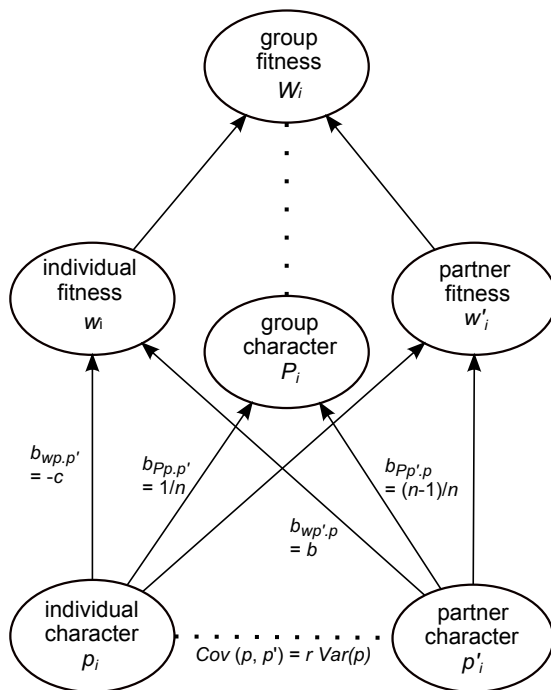 group
fitness
Wi
individual
fitness
wi
partner
fitness
w'i
group
character
Pi
bwp.p'
= -c
bPp.p'
= 1/n
bPp'.p
= (n-1)/n
bwp'.p
= b
individual
character
pi
partner
character
p'i
Cov (p, p') = r Var(p)